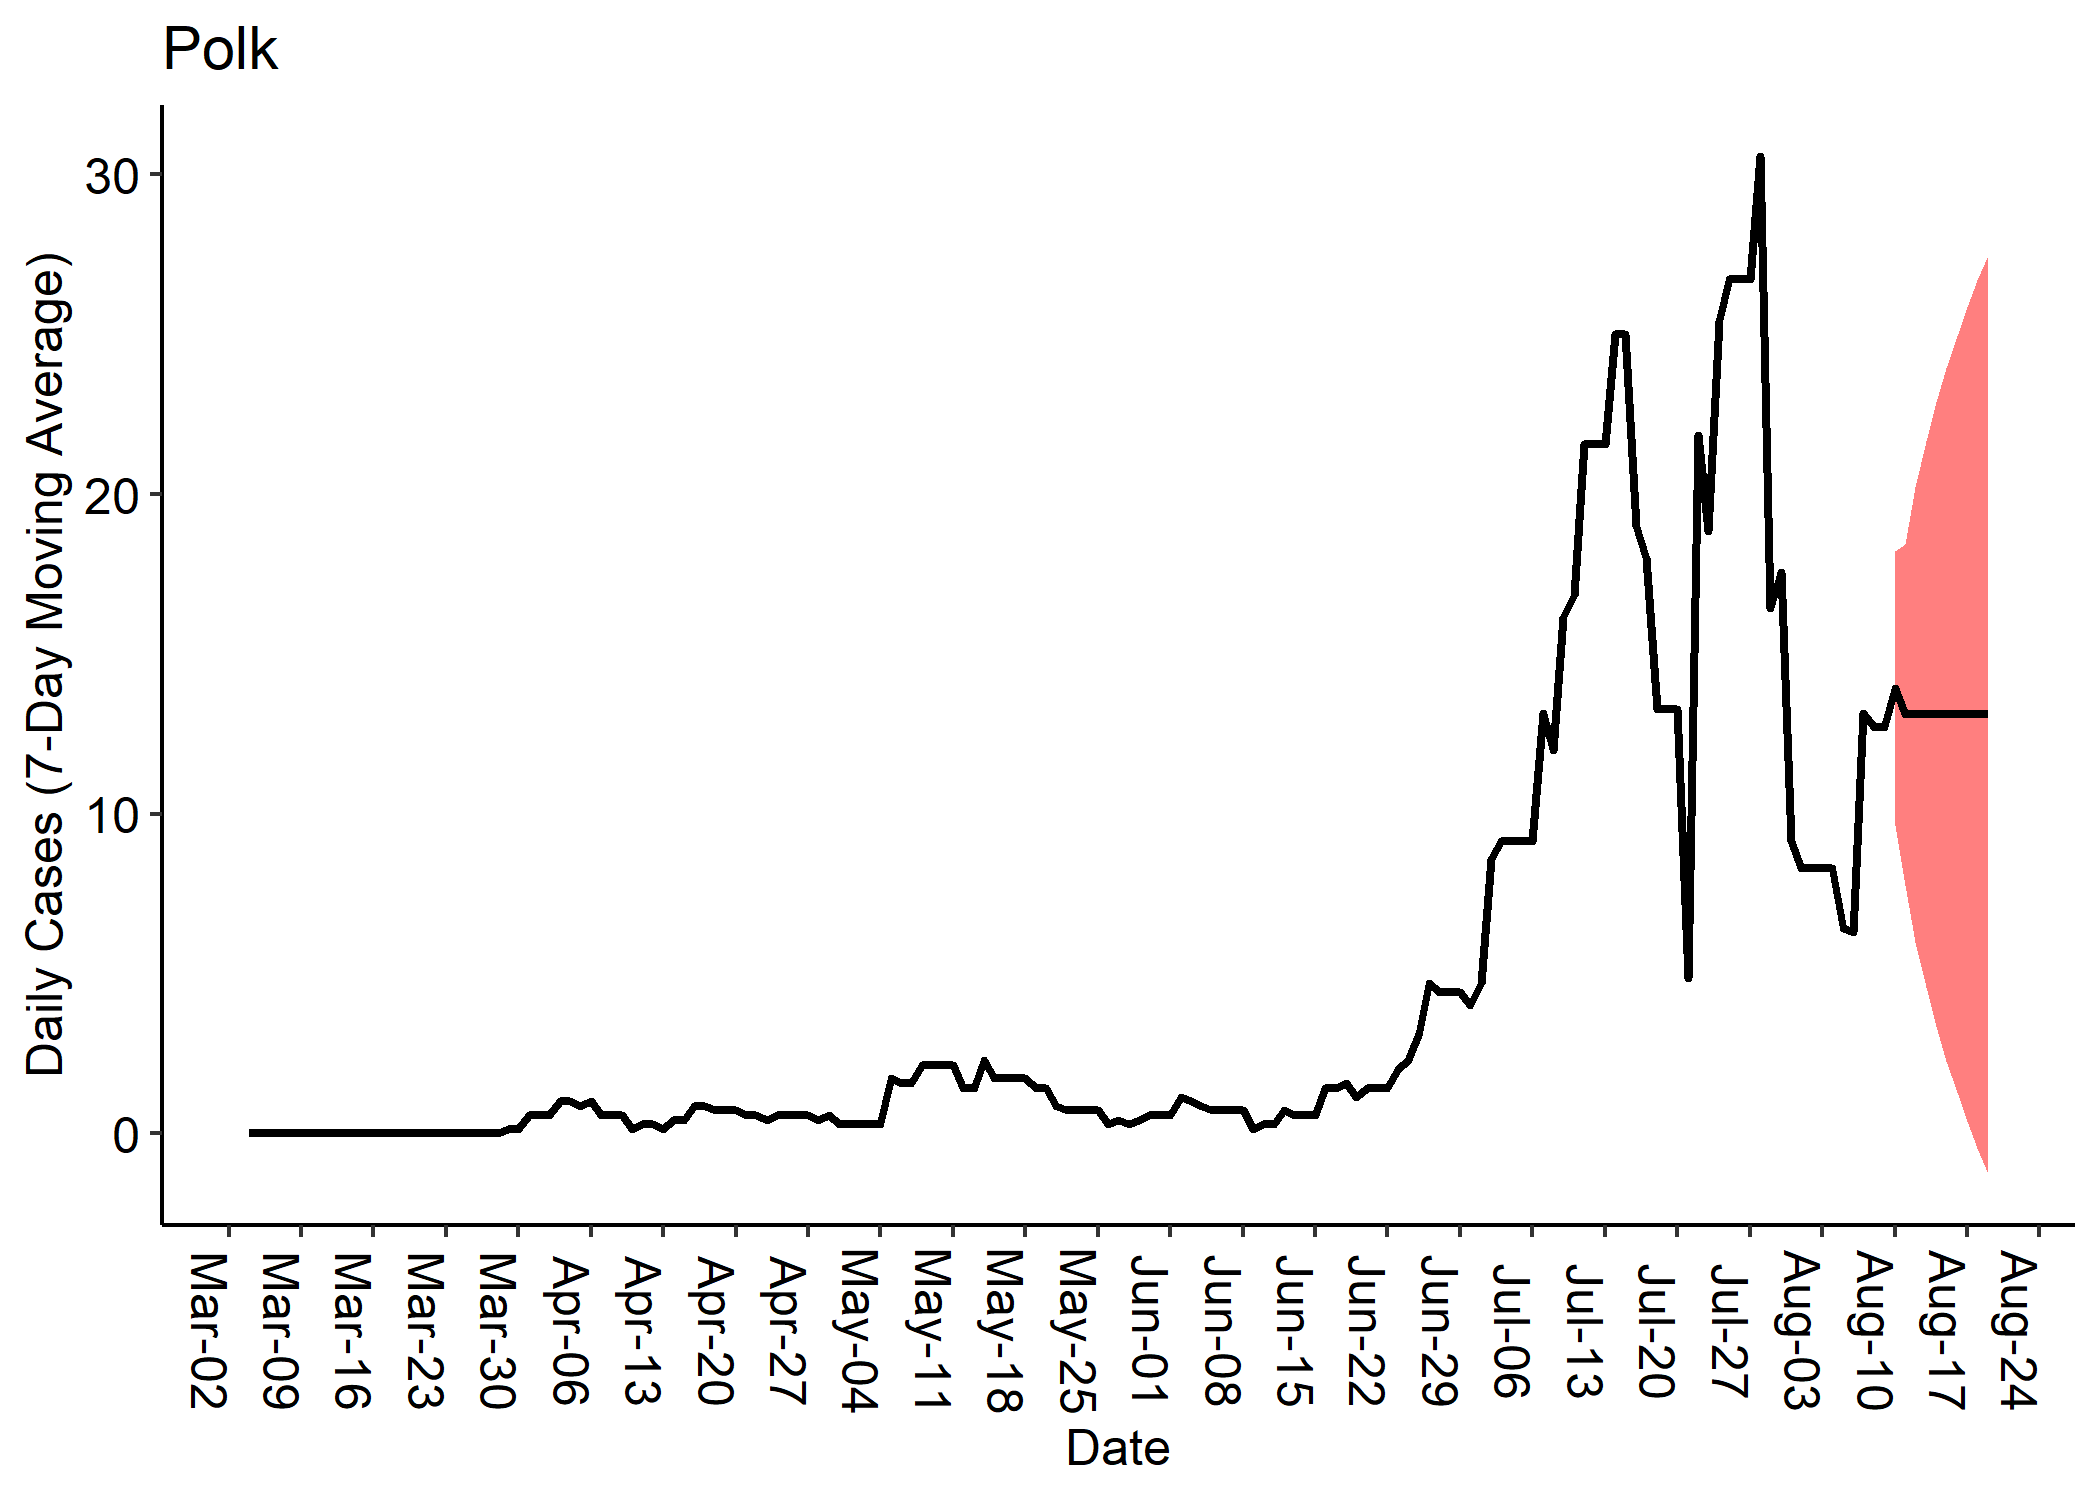 Polk
Daily Cases (7-Day Moving Average)
30
20
10
0
Mar-02
Mar-09
Mar-16
Mar-23
Mar-30
Apr-06
Apr-13
Apr-20
Apr-27
May-04
May-11
May-18
May-25
Jun-01
Jun-08
Jun-15
Jun-22
Jun-29
Jul-06
Jul-13
Jul-20
Jul-27
Aug-03
Aug-10
Aug-17
Aug-24
Date